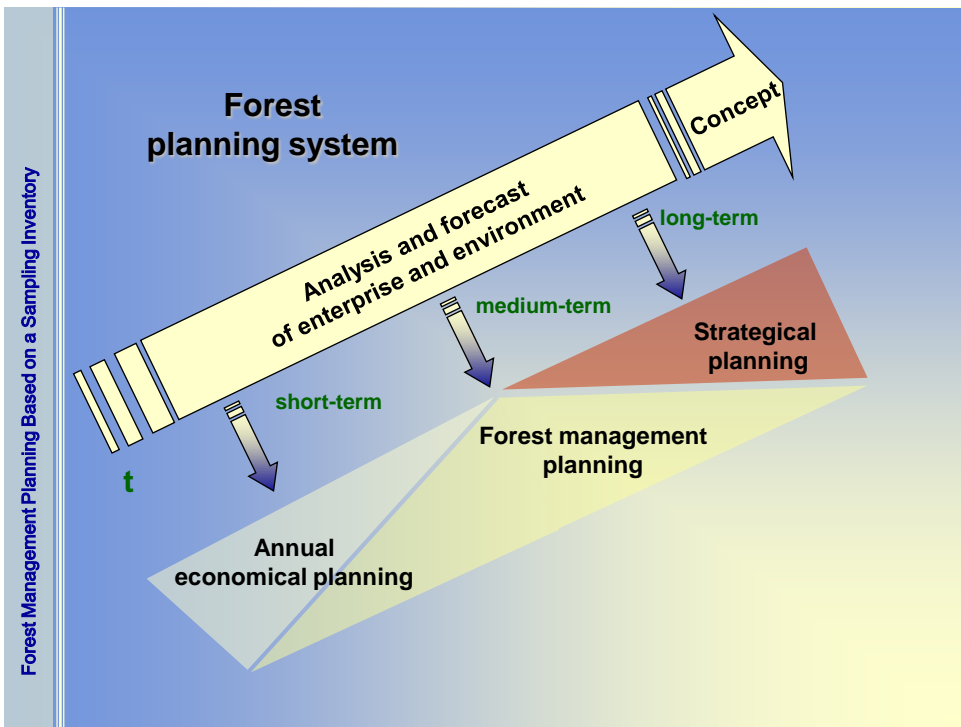 Forest Management Planning Based on a Sampling Inventory
Forest
planning system
Concept
Analysis and forecast
of enterprise and environment
long-term
medium-term
short-term
t
Strategical
planning
Forest management
planning
Annual
economical planning